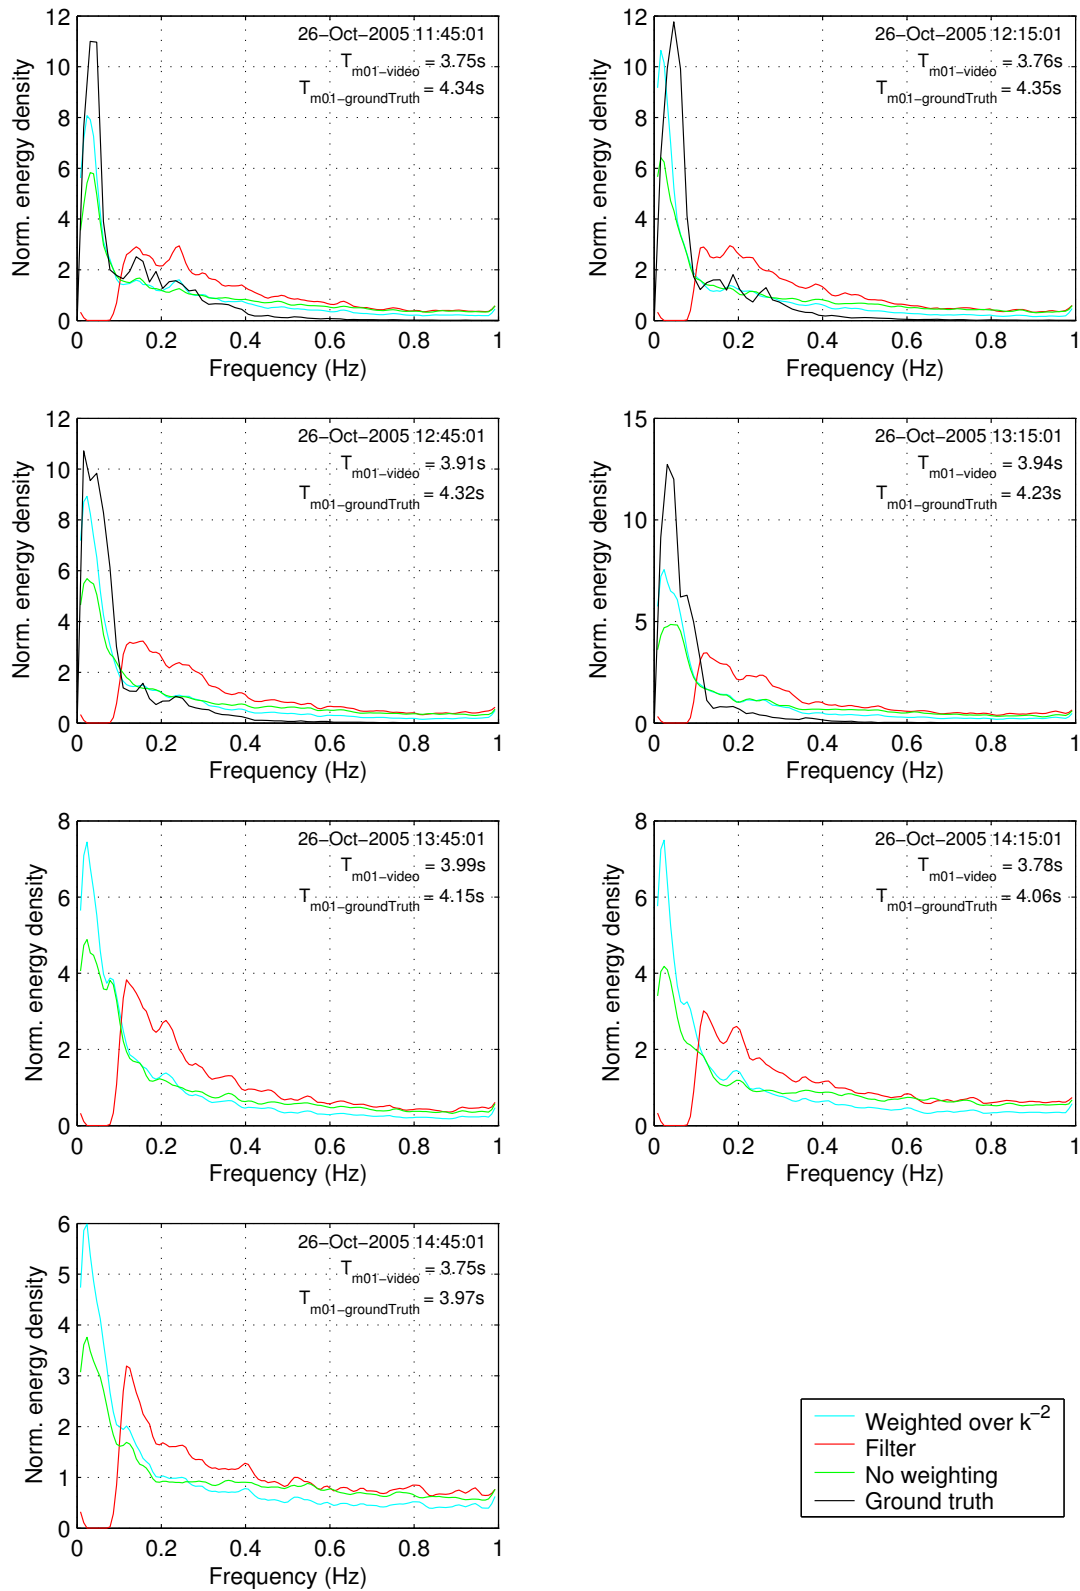 26-Oct-2005 11:45:01
T m01-video = 3.75s
T m01-groundTruth = 4.34s
Norm. energy density
12
10
8
6
4
2
0
0 0.2 0.4 0.6 0.8 1
Frequency (Hz)
26-Oct-2005 12:15:01
T m01-video = 3.76s
T m01-groundTruth = 4.35s
Norm. energy density
12
10
8
6
4
2
0
0 0.2 0.4 0.6 0.8 1
Frequency (Hz)
26-Oct-2005 12:45:01
T m01-video = 3.91s
T m01-groundTruth = 4.32s
Norm. energy density
12
10
8
6
4
2
0
0 0.2 0.4 0.6 0.8 1
Frequency (Hz)
26-Oct-2005 13:15:01
T m01-video = 3.94s
T m01-groundTruth = 4.23s
Norm. energy density
15
10
5
0
0 0.2 0.4 0.6 0.8 1
Frequency (Hz)
26-Oct-2005 13:45:01
T m01-video = 3.99s
T m01-groundTruth = 4.15s
Norm. energy density
8
6
4
2
0
0 0.2 0.4 0.6 0.8 1
Frequency (Hz)
26-Oct-2005 14:15:01
T m01-video = 3.78s
T m01-groundTruth = 4.06s
Norm. energy density
8
6
4
2
0
0 0.2 0.4 0.6 0.8 1
Frequency (Hz)
26-Oct-2005 14:45:01
T m01-video = 3.75s
T m01-groundTruth = 3.97s
Norm. energy density
6
5
4
3
2
1
0
0 0.2 0.4 0.6 0.8 1
Frequency (Hz)
Weighted over k⁻²
Filter
No weighting
Ground truth